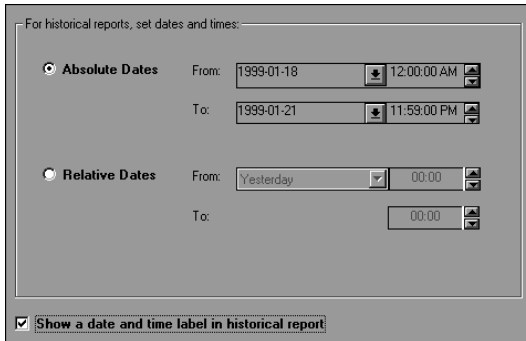 For historical reports, set dates and times:
Absolute Dates From: 1999-01-18 12:00:00 AM
To: 1999-01-21 11:59:00 PM
Relative Dates From: Yesterday 00:00
To: 00:00
Show a date and time label in historical report